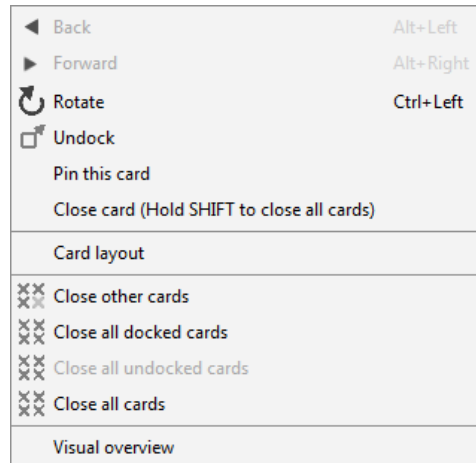 Back Alt+Left
Forward Alt+Right
Rotate Ctrl+Left
Undock
Pin this card
Close card (Hold SHIFT to close all cards)
Card layout
Close other cards
Close all docked cards
Close all undocked cards
Close all cards
Visual overview